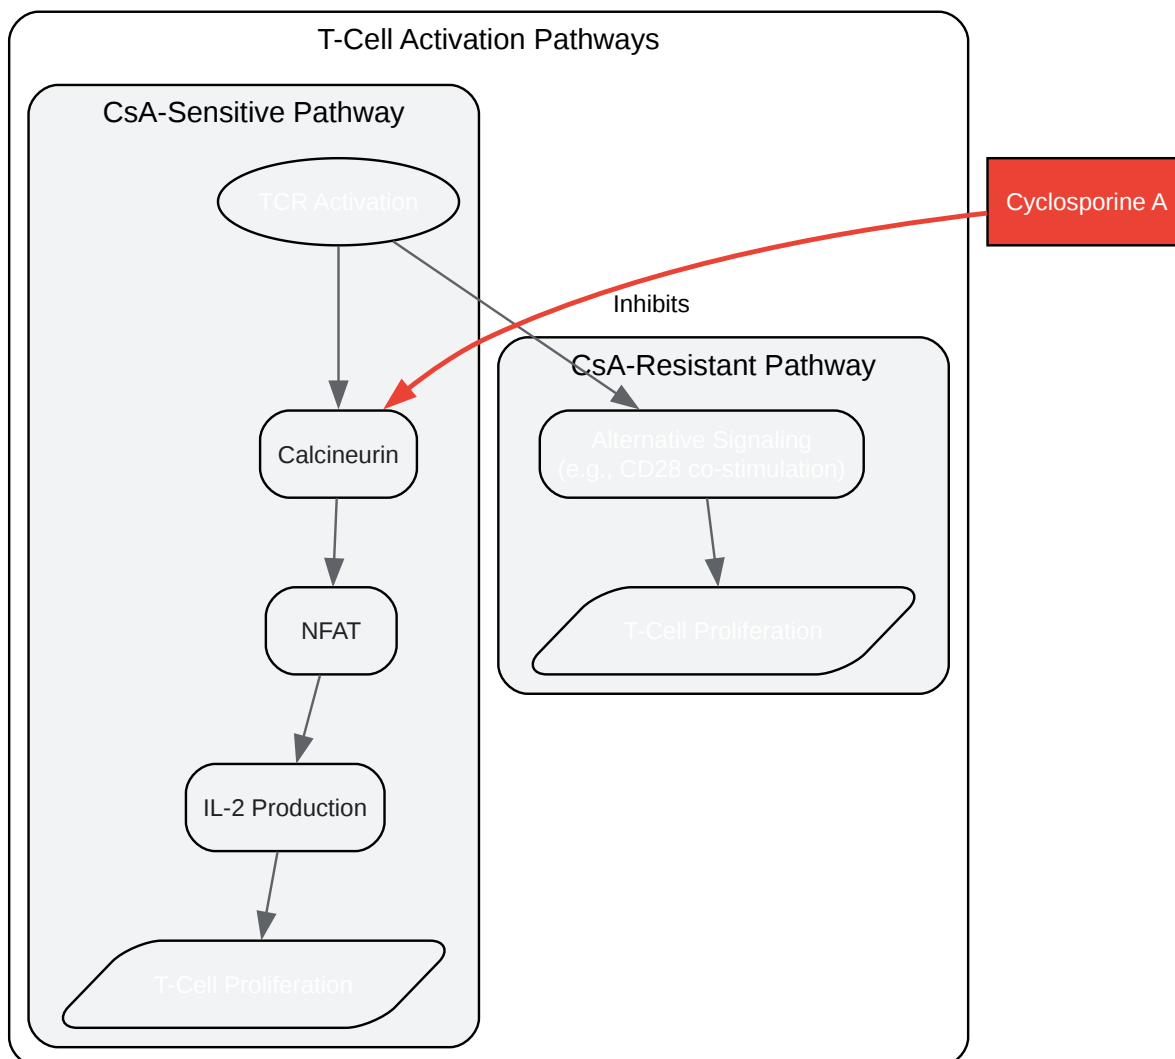 T-Cell Activation Pathways
CsA-Sensitive Pathway
TCR Activation
Cyclosporine A
Inhibits
CsA-Resistant Pathway
Alternative Signaling
(e.g., CD28 co-stimulation)
Calcineurin
NFAT
T-Cell Proliferation
IL-2 Production
T-Cell Proliferation